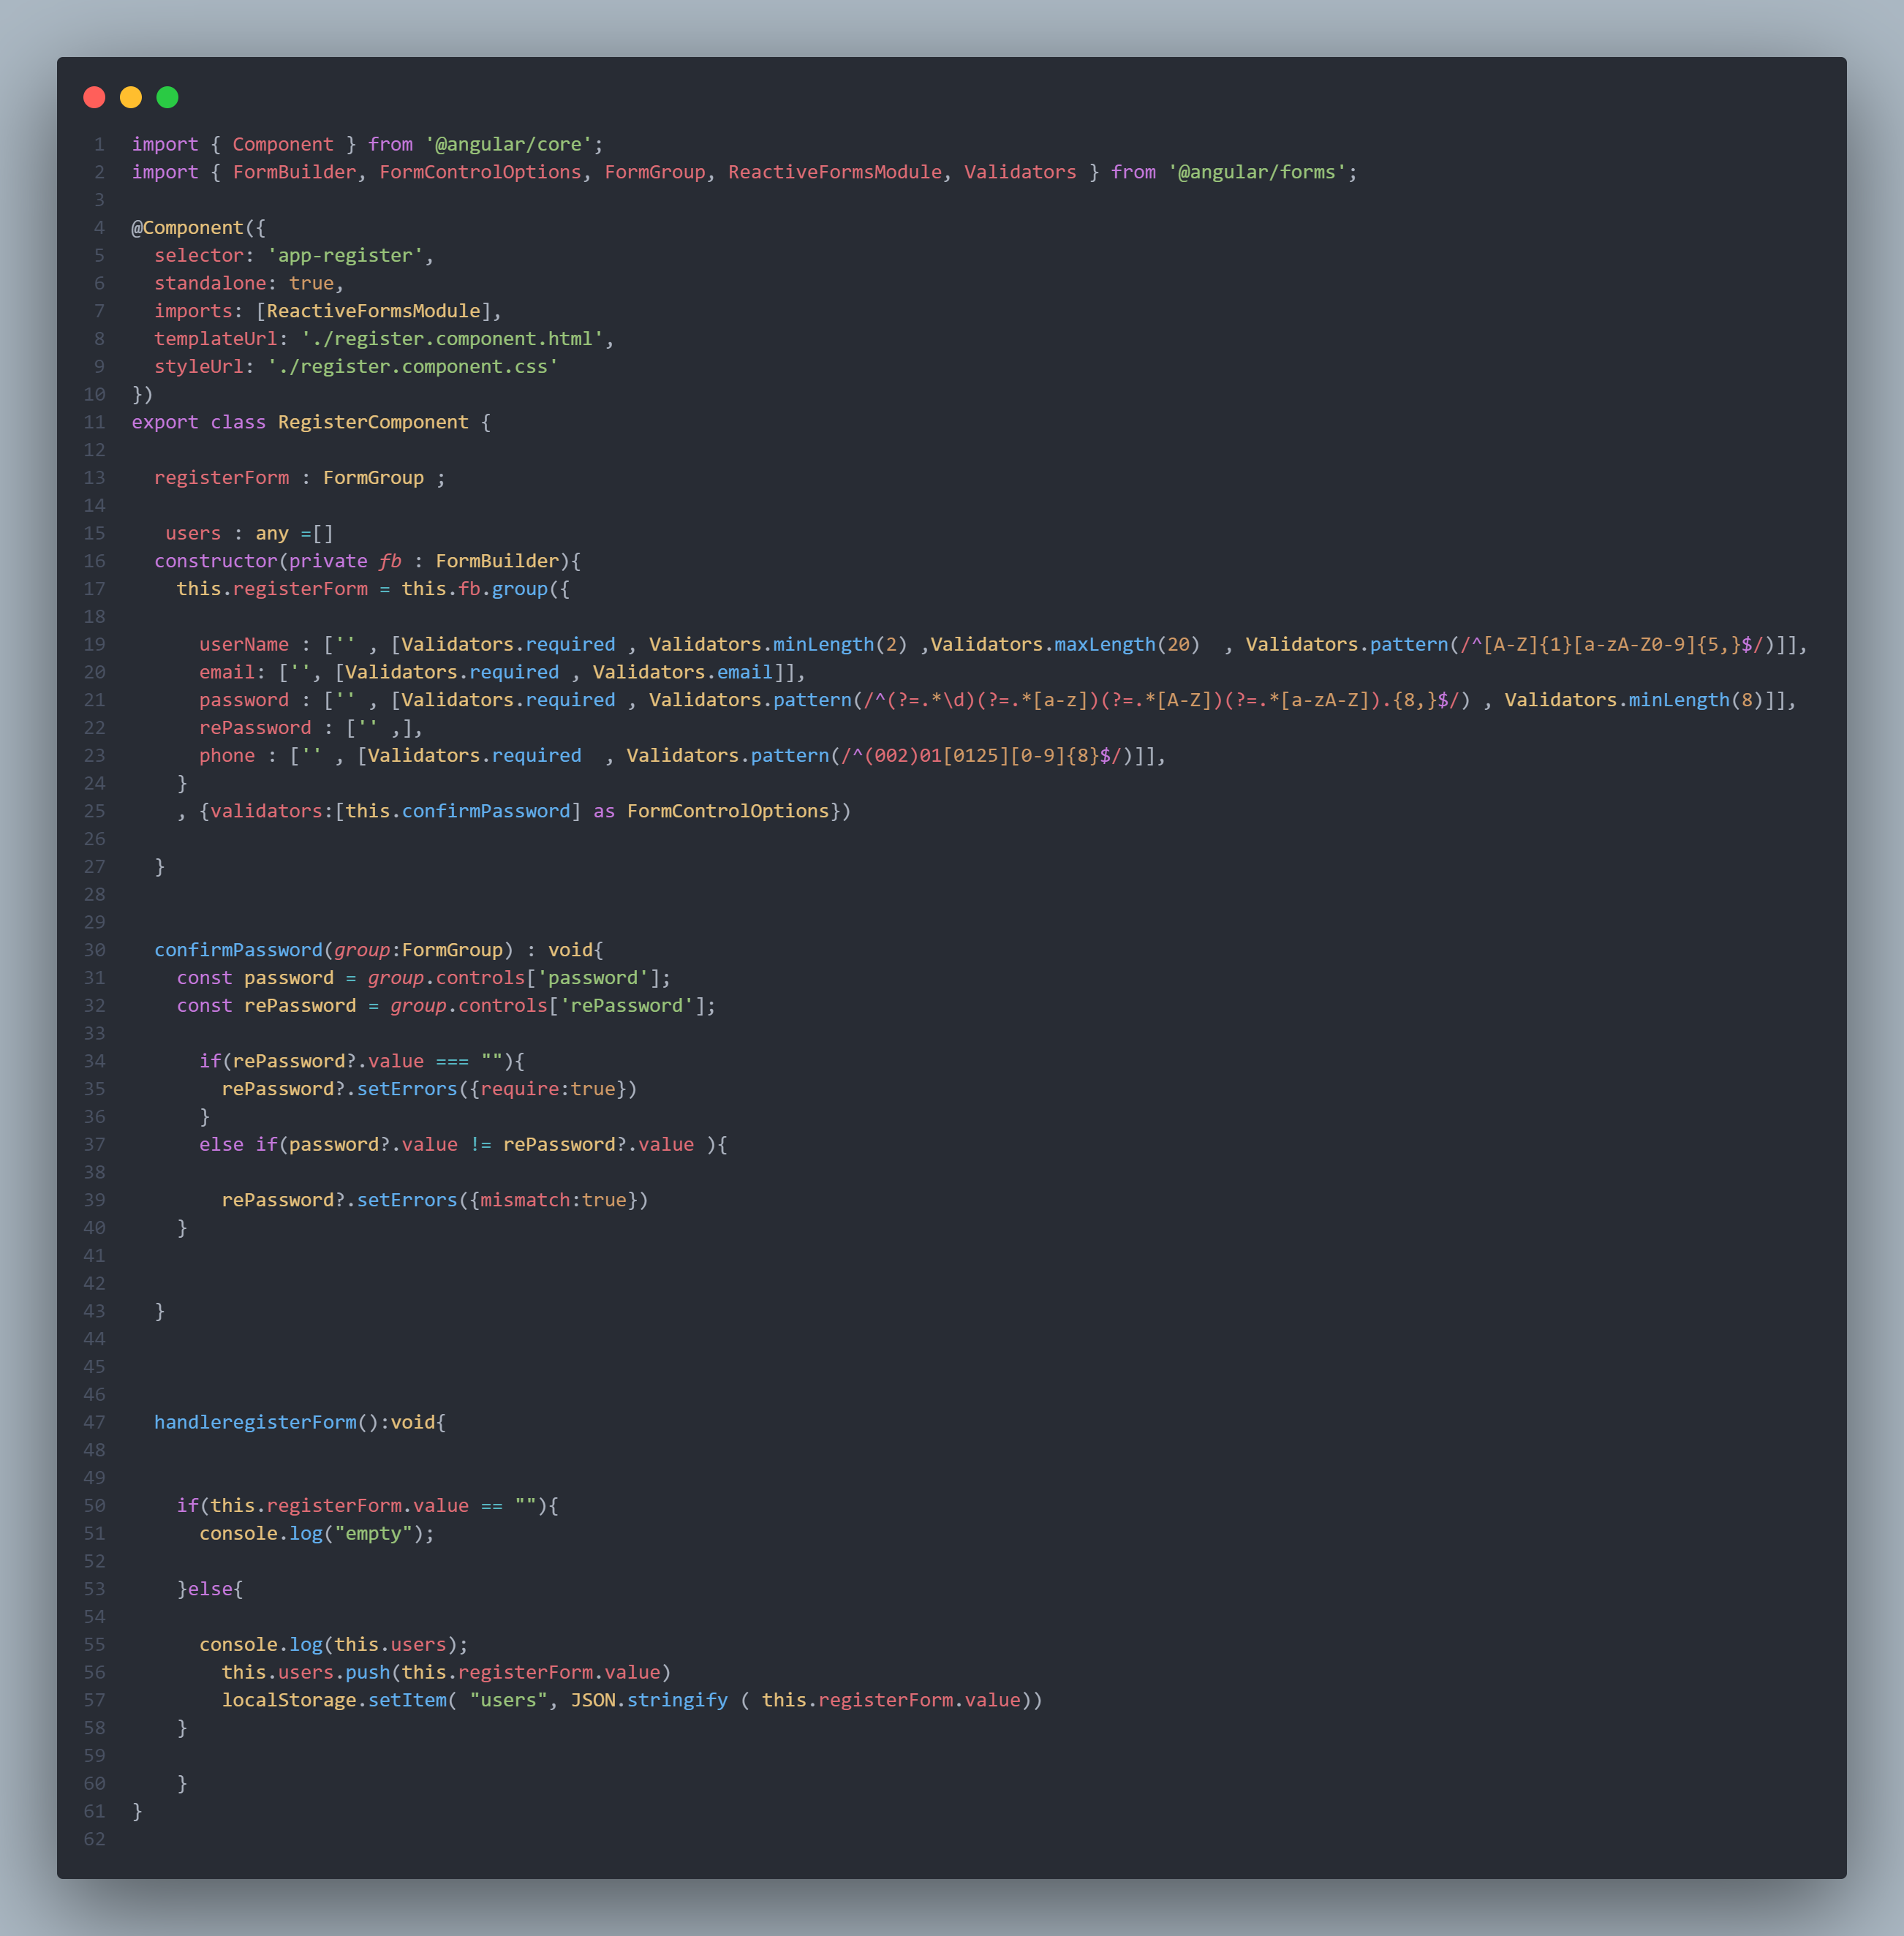 1 import { Component } from '@angular/core';
2 import { FormBuilder, FormControlOptions, FormGroup, ReactiveFormsModule, Validators } from '@angular/forms';
3
4 @Component({
5   selector: 'app-register',
6   standalone: true,
7   imports: [ReactiveFormsModule],
8   templateUrl: './register.component.html',
9   styleUrl: './register.component.css'
10 })
11 export class RegisterComponent {
12
13   registerForm : FormGroup ;
14
15    users : any =[]
16   constructor(private fb : FormBuilder){
17     this.registerForm = this.fb.group({
18
19       userName : ['' , [Validators.required , Validators.minLength(2) ,Validators.maxLength(20)  , Validators.pattern(/^[A-Z]{1}[a-zA-Z0-9]{5,}$/)]],
20       email: ['', [Validators.required , Validators.email]],
21       password : ['' , [Validators.required , Validators.pattern(/^(?=.*\d)(?=.*[a-z])(?=.*[A-Z])(?=.*[a-zA-Z]).{8,}$/) , Validators.minLength(8)]],
22       rePassword : ['' ,],
23       phone : ['' , [Validators.required  , Validators.pattern(/^(002)01[0125][0-9]{8}$/)]],
24     }
25     , {validators:[this.confirmPassword] as FormControlOptions})
26
27   }
28
29
30   confirmPassword(group:FormGroup) : void{
31     const password = group.controls['password'];
32     const rePassword = group.controls['rePassword'];
33
34       if(rePassword?.value === ""){
35         rePassword?.setErrors({require:true})
36       }
37       else if(password?.value != rePassword?.value ){
38
39         rePassword?.setErrors({mismatch:true})
40     }
41
42
43   }
44
45
46
47   handleregisterForm():void{
48
49
50     if(this.registerForm.value == ""){
51       console.log("empty");
52
53     }else{
54
55       console.log(this.users);
56         this.users.push(this.registerForm.value)
57         localStorage.setItem( "users", JSON.stringify ( this.registerForm.value))
58     }
59
60     }
61 }
62